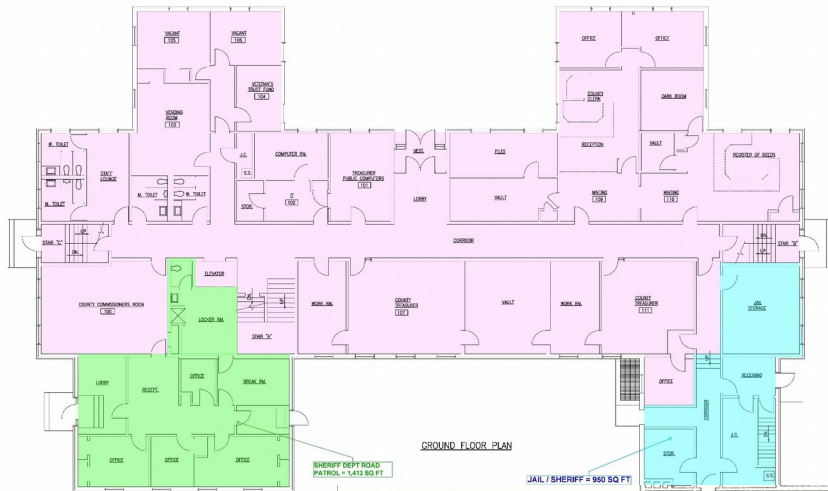 VACANT
105
VACANT
106
OFFICE
OFFICE
VETERAN'S
TRUST FUND
104
VENDING
ROOM
103
COUNTY
CLERK
DARK ROOM
W. TOILET
STAFF
LOUNGE
M. TOILET
M. TOILET
W. TOILET
J.C.
S.S.
COMPUTER RM.
STOR.
IT
102
TREASURER
PUBLIC COMPUTERS
101
VEST.
LOBBY
FILES
VAULT
RECEPTION
VAULT
REGISTER OF DEEDS
WAITING
109
WAITING
110
STAIR "C"
UP
DN.
CORRIDOR
DN.
UP
STAIR "B"
COUNTY COMMISSIONERS ROOM
100
ELEVATOR
LOCKER RM.
DN.
UP
STAIR "A"
WORK RM.
COUNTY
TREASURER
107
VAULT
WORK RM.
COUNTY
TREASURER
111
JAIL
STORAGE
LOBBY
RECEPT.
OFFICE
BREAK RM.
OFFICE
OFFICE
OFFICE
OFFICE
UP
RECEIVING
CORRIDOR
J.C.
DN.
STOR.
S.S.
GROUND FLOOR PLAN
SHERIFF DEPT ROAD
PATROL = 1,413 SQ FT
JAIL / SHERIFF = 950 SQ FT